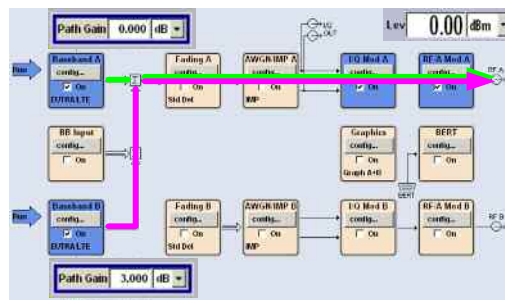 Path Gain 0.000 dB
Lev 0.00 dBm
I/Q
OUT
Baseband A
config...
On
EUTRA/LTE
Fading A
config...
On
Std Del
AWGN/IMP A
config...
On
IMP
I/Q Mod A
config...
On
RF-A Mod A
config...
On
RF A
BB Input
config...
On
Graphics
config...
On
Graph A+B
BERT
config...
On
BERT
Baseband B
config...
On
EUTRA/LTE
Fading B
config...
On
Std Del
AWGN/IMP B
config...
On
IMP
I/Q Mod B
config...
On
RF-A Mod B
config...
On
RF B
Path Gain 3.000 dB